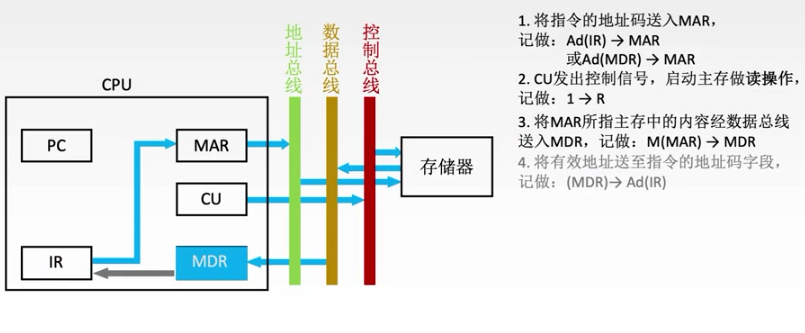 CPU
PC
MAR
CU
IR
MDR
地址总线
数据总线
控制总线
存储器
1. 将指令的地址码送入MAR，
记做：Ad(IR) → MAR
或Ad(MDR) → MAR
2. CU发出控制信号，启动主存做读操作，
记做：1 → R
3. 将MAR所指主存中的内容经数据总线
送入MDR，记做：M(MAR) → MDR
4. 将有效地址送至指令的地址码字段，
记做：(MDR)→ Ad(IR)